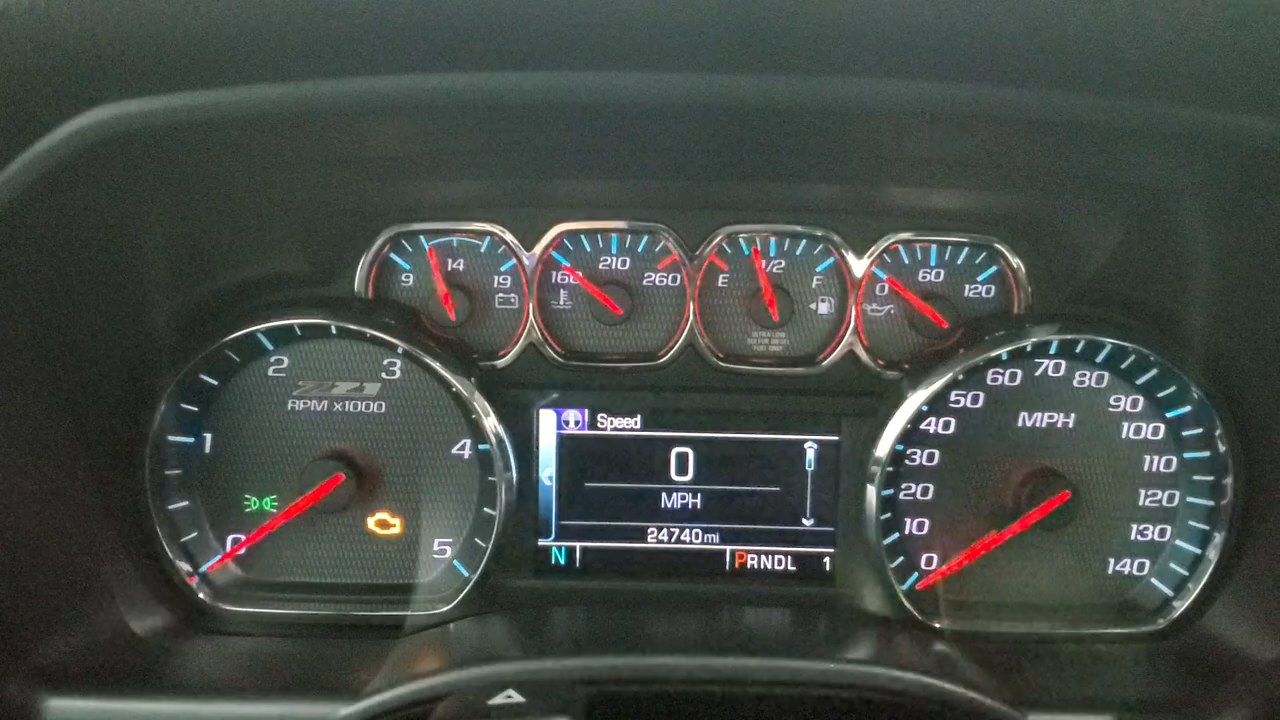 9 14 19
160 210 260
E 1/2 F
ULTRA LOW
SULFUR DIESEL
FUEL ONLY
0 60 120
0 1 2 3 4 5
Z71
RPM x1000
Speed
0
MPH
24740 mi
N PRNDL 1
0 10 20 30 40 50 60 70 80 90 100 110 120 130 140
MPH